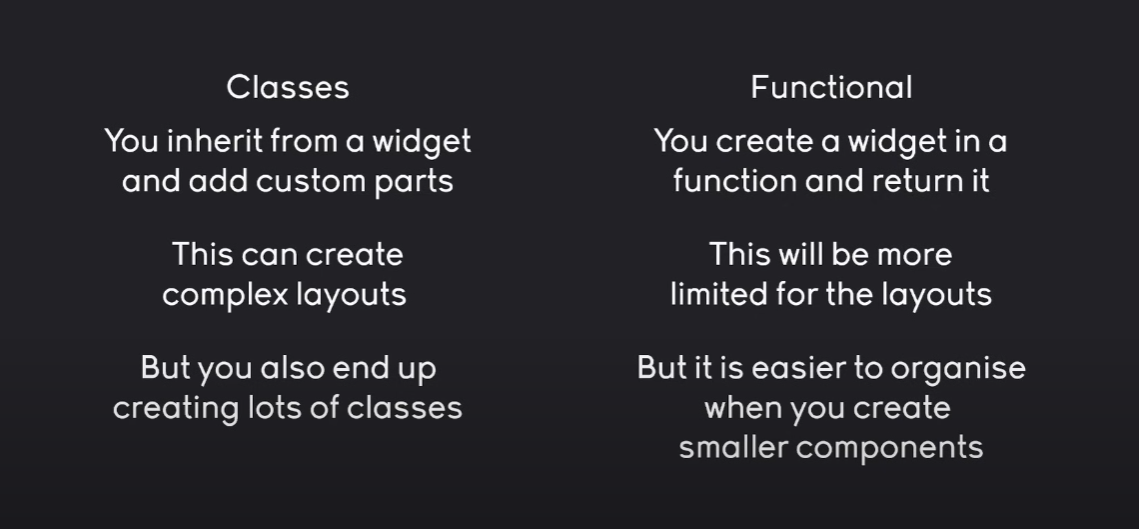 Classes
You inherit from a widget
and add custom parts
This can create
complex layouts
But you also end up
creating lots of classes
Functional
You create a widget in a
function and return it
This will be more
limited for the layouts
But it is easier to organise
when you create
smaller components